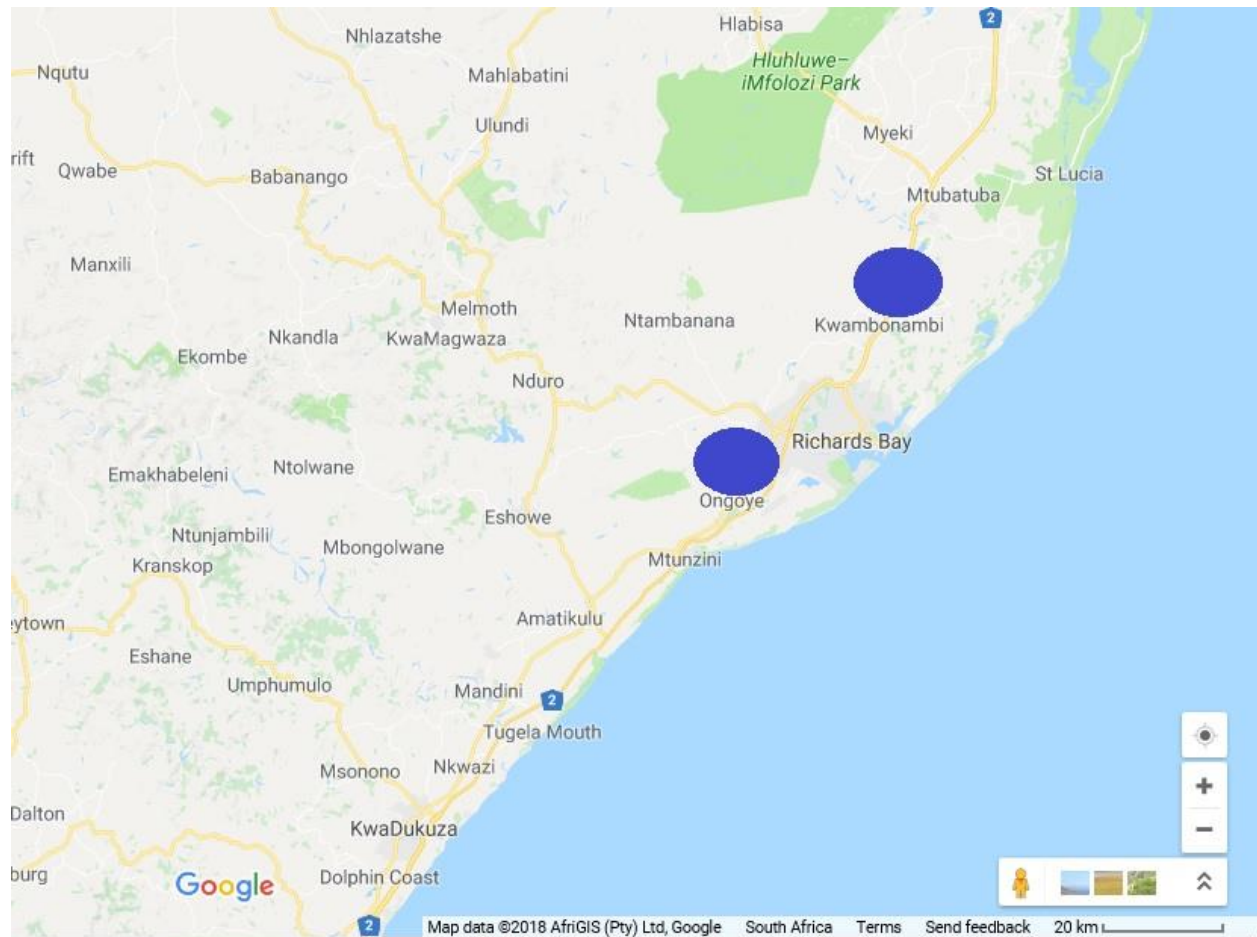 2
Hlabisa
Nhlazatshe
Hluhluwe-
iMfolozi Park
Nqutu
Mahlabatini
Ulundi
Myeki
rift
Qwabe
Babanango
St Lucia
Mtubatuba
Manxili
Melmoth
Ntambanana
Kwambonambi
Nkandla
KwaMagwaza
Ekombe
Nduro
Richards Bay
Emakhabeleni
Ntolwane
Ongoye
Eshowe
Ntunjambili
Mbongolwane
Kranskop
Mtunzini
Amatikulu
eytown
Eshane
Umphumulo
Mandini
2
Tugela Mouth
Msonono
Nkwazi
Dalton
KwaDukuza
burg
Google
Dolphin Coast
2
Map data ©2018 AfriGIS (Pty) Ltd, Google South Africa Terms Send feedback 20 km